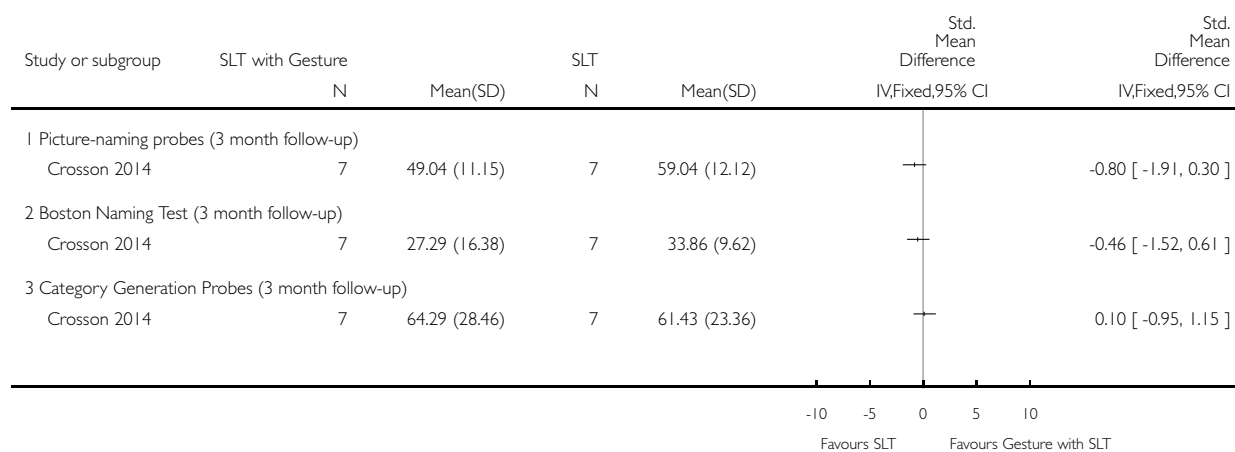 Std. Std.
Mean Mean
Study or subgroup SLT with Gesture SLT Difference Difference
N Mean(SD) N Mean(SD) IV,Fixed,95% CI IV,Fixed,95% CI
1 Picture-naming probes (3 month follow-up)
Crosson 2014 7 49.04 (11.15) 7 59.04 (12.12) -0.80 [ -1.91, 0.30 ]
2 Boston Naming Test (3 month follow-up)
Crosson 2014 7 27.29 (16.38) 7 33.86 (9.62) -0.46 [ -1.52, 0.61 ]
3 Category Generation Probes (3 month follow-up)
Crosson 2014 7 64.29 (28.46) 7 61.43 (23.36) 0.10 [ -0.95, 1.15 ]
-10 -5 0 5 10
Favours SLT Favours Gesture with SLT